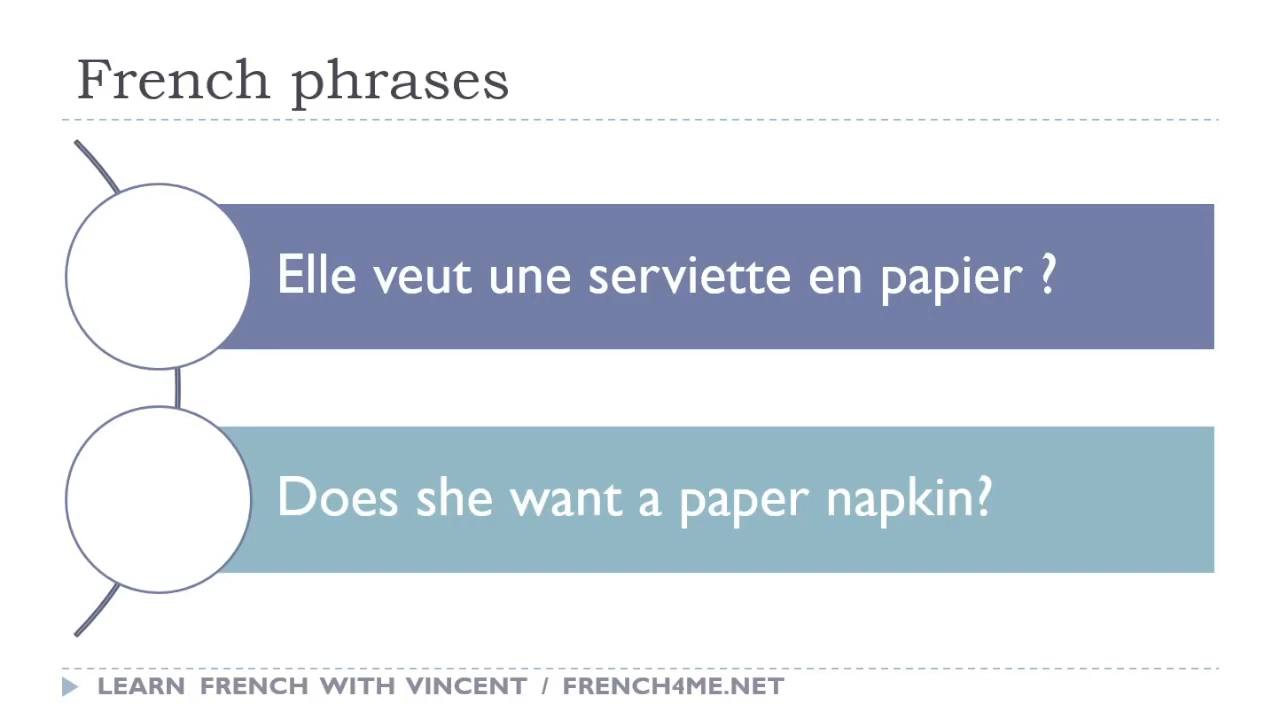 French phrases
Elle veut une serviette en papier ?
Does she want a paper napkin?
LEARN FRENCH WITH VINCENT / FRENCH4ME.NET